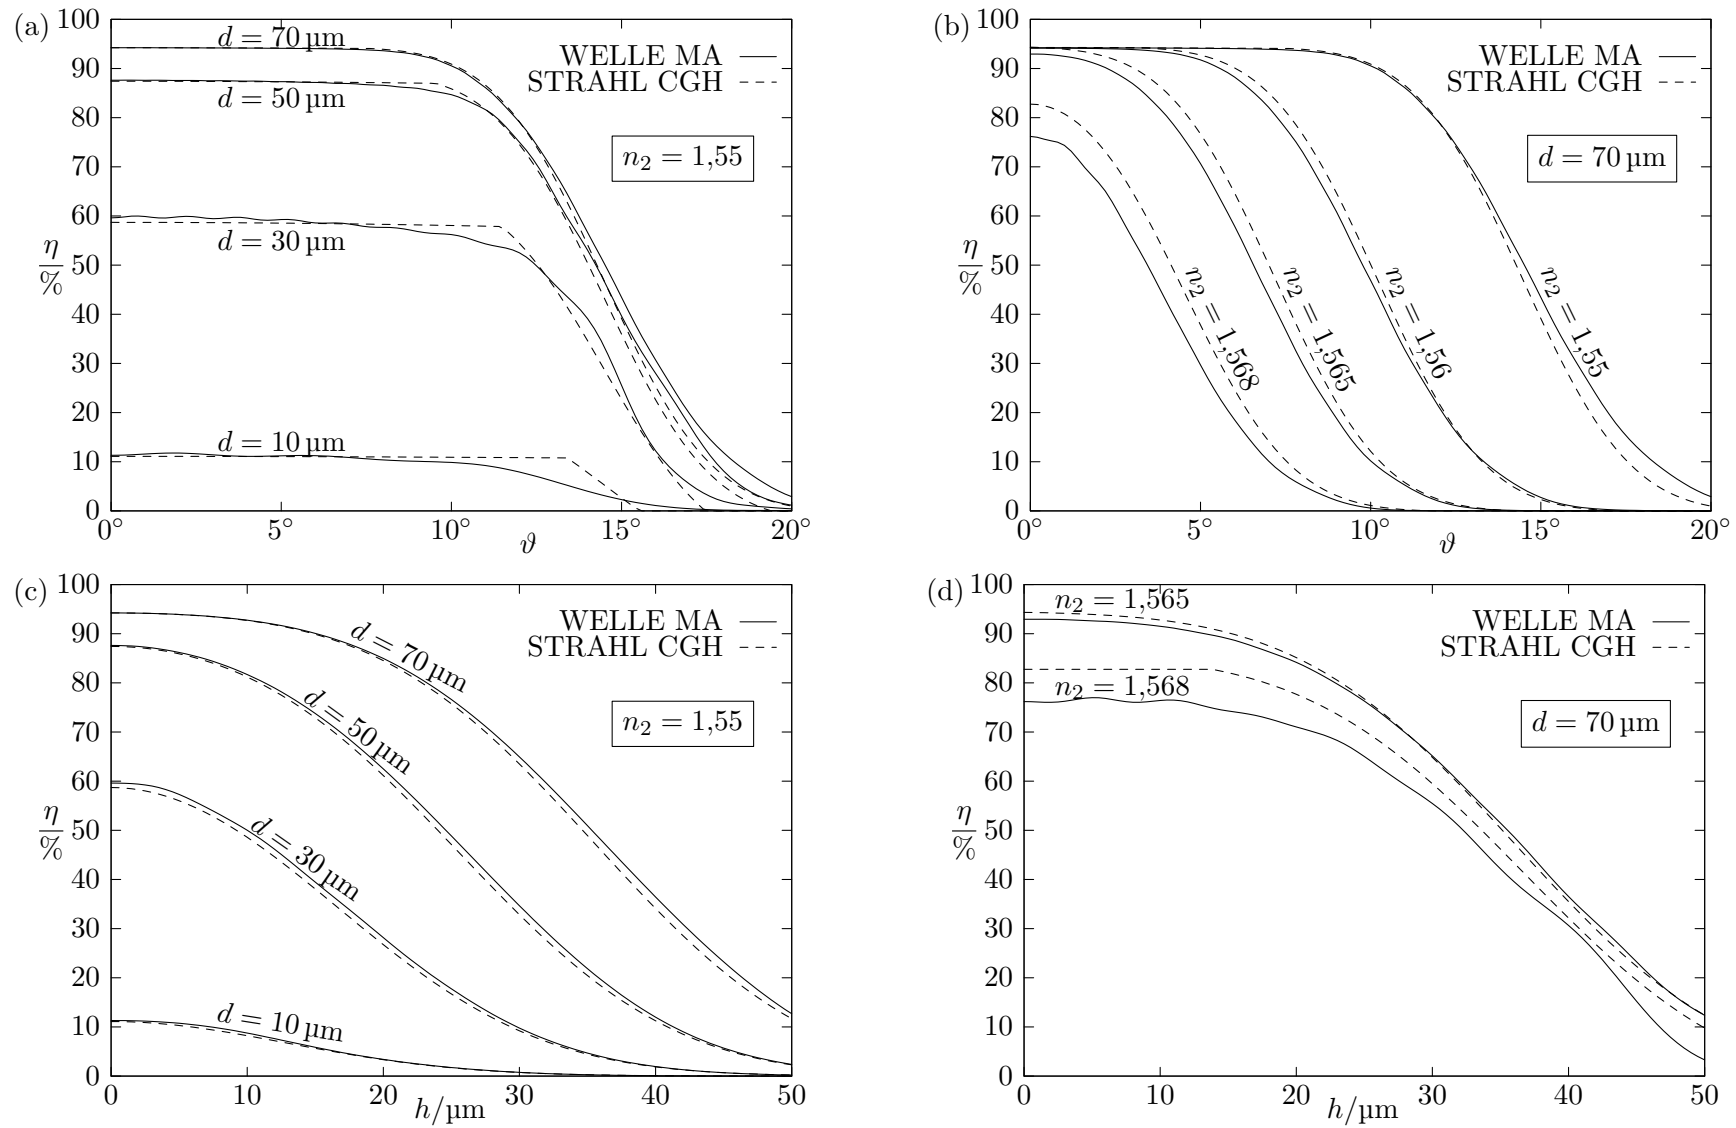 (a)
100
90
80
70
60
50
40
30
20
10
0
η
%
d = 70 µm
d = 50 µm
d = 30 µm
d = 10 µm
WELLE MA
STRAHL CGH
n₂ = 1,55
0° 5° 10° 15° 20°
ϑ
(b)
100
90
80
70
60
50
40
30
20
10
0
η
%
WELLE MA
STRAHL CGH
d = 70 µm
n₂ = 1,568
n₂ = 1,565
n₂ = 1,56
n₂ = 1,55
0° 5° 10° 15° 20°
ϑ
(c)
100
90
80
70
60
50
40
30
20
10
0
η
%
WELLE MA
STRAHL CGH
n₂ = 1,55
d = 70 µm
d = 50 µm
d = 30 µm
d = 10 µm
0 10 20 30 40 50
h/µm
(d)
100
90
80
70
60
50
40
30
20
10
0
η
%
n₂ = 1,565
n₂ = 1,568
WELLE MA
STRAHL CGH
d = 70 µm
0 10 20 30 40 50
h/µm